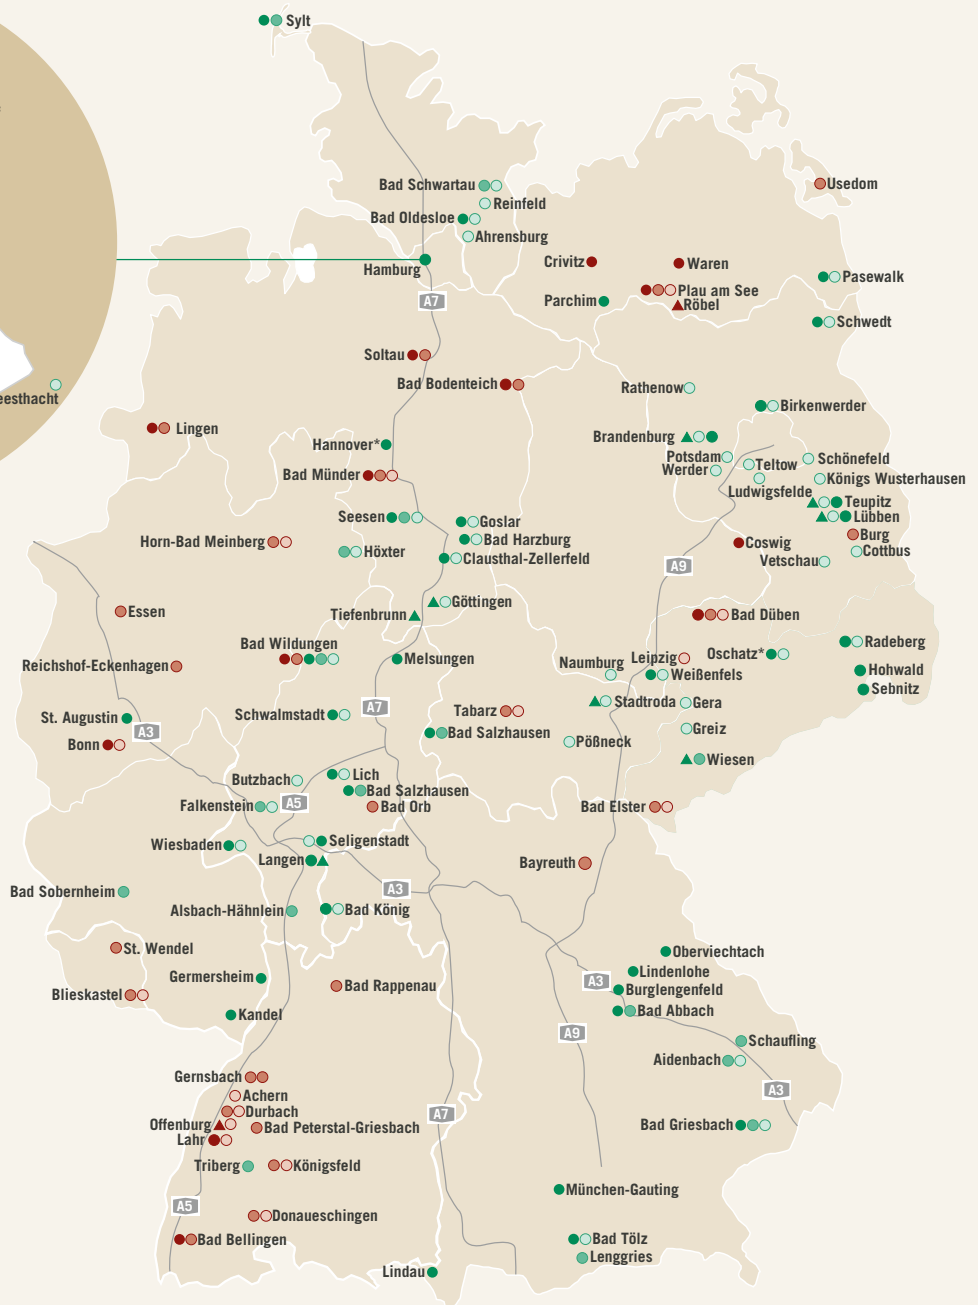 Sylt
Bad Schwartau
Usedom
Reinfeld
Bad Oldesloe
Ahrensburg
Hamburg
Crivitz
Waren
Pasewalk
Plau am See
Parchim
Röbel
A7
Schwedt
Soltau
Bad Bodenteich
Rathenow
eesthacht
Birkenwerder
Lingen
Hannover*
Brandenburg
Potsdam
Schönefeld
Werder
Teltow
Bad Münder
Königs Wusterhausen
Ludwigsfelde
Teupitz
Seesen
Goslar
Lübben
Bad Harzburg
Burg
Horn-Bad Meinberg
Coswig
Höxter
Cottbus
Clausthal-Zellerfeld
Vetschau
A9
Göttingen
Essen
Tiefenbrunn
Bad Düben
Bad Wildungen
Radeberg
Melsungen
Oschatz*
Leipzig
Reichshof-Eckenhagen
Naumburg
Hohwald
Weißenfels
Sebnitz
Stadtroda
Gera
A7
Tabarz
Schwalmstadt
St. Augustin
Greiz
A3
Bad Salzhausen
Pößneck
Bonn
Wiesen
Lich
Butzbach
Bad Salzhausen
A5
Falkenstein
Bad Orb
Bad Elster
Seligenstadt
Wiesbaden
Langen
Bayreuth
A3
Bad Sobernheim
Alsbach-Hähnlein
Bad König
St. Wendel
Oberviechtach
Lindenlohe
Germersheim
A3
Bad Rappenau
Burglengenfeld
Blieskastel
Bad Abbach
Kandel
A9
Schaufling
Aidenbach
Gernsbach
A3
Achern
Durbach
A7
Offenburg
Bad Peterstal-Griesbach
Bad Griesbach
Lahr
Triberg
Königsfeld
München-Gauting
A5
Donaueschingen
Bad Bellingen
Bad Tölz
Lenggries
Lindau